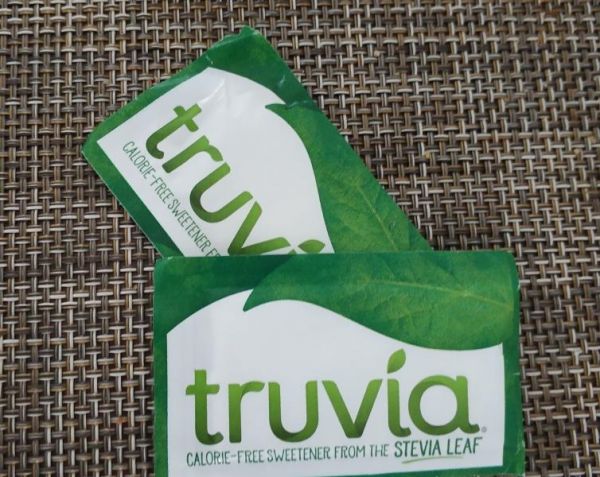 truvia
CALORIE-FREE SWEETENER
truvia®
CALORIE-FREE SWEETENER FROM THE STEVIA LEAF